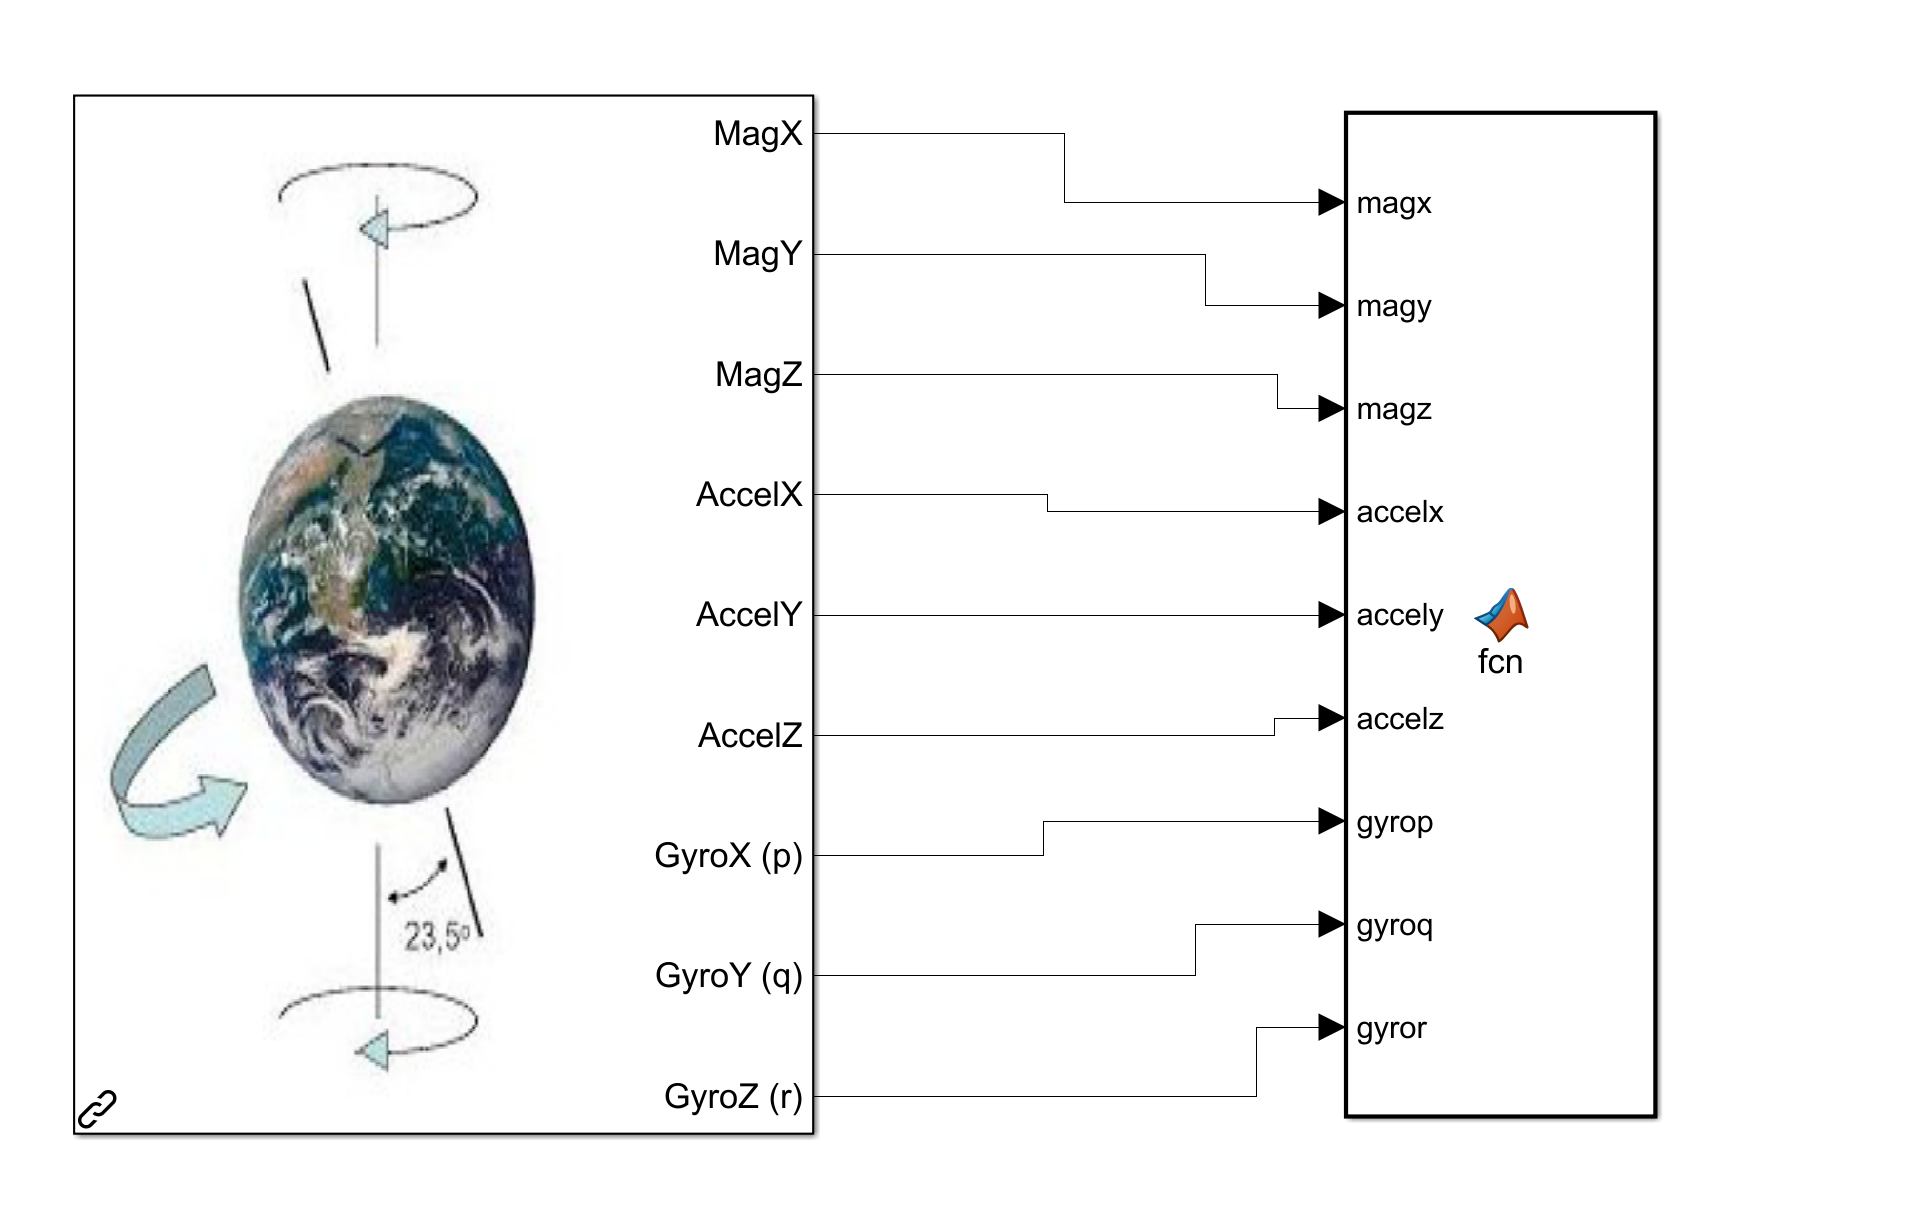 MagX
MagY
MagZ
AccelX
AccelY
AccelZ
GyroX (p)
GyroY (q)
GyroZ (r)
23,5º
magx
magy
magz
accelx
accely
accelz
gyrop
gyroq
gyror
fcn